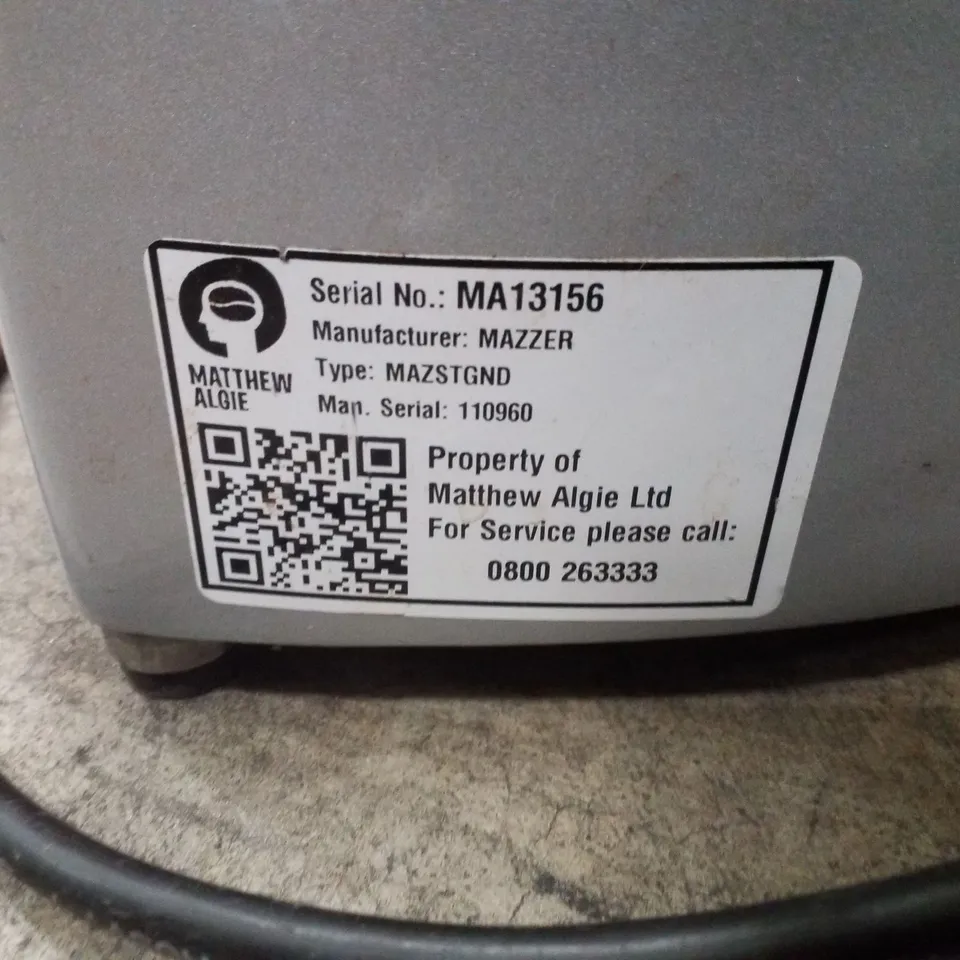 Serial No.: MA13156
Manufacturer: MAZZER
Type: MAZSTGND
Man. Serial: 110960
MATTHEW
ALGIE
Property of
Matthew Algie Ltd
For Service please call:
0800 263333